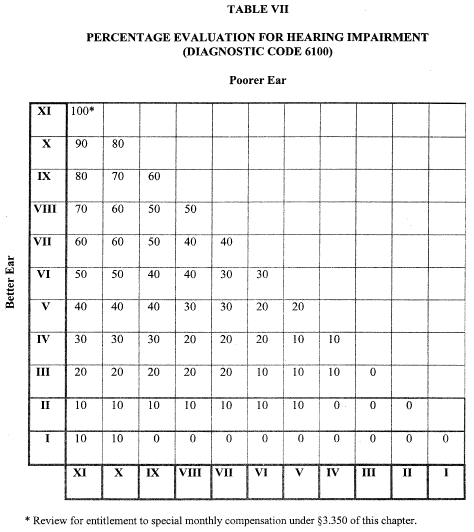 TABLE VII
PERCENTAGE EVALUATION FOR HEARING IMPAIRMENT
(DIAGNOSTIC CODE 6100)
Poorer Ear
Better Ear
XI 100*
X 90 80
IX 80 70 60
VIII 70 60 50 50
VII 60 60 50 40 40
VI 50 50 40 40 30 30
V 40 40 40 30 30 20 20
IV 30 30 30 20 20 20 10 10
III 20 20 20 20 20 10 10 10 0
II 10 10 10 10 10 10 10 0 0 0
I 10 10 0 0 0 0 0 0 0 0 0
XI X IX VIII VII VI V IV III II I
* Review for entitlement to special monthly compensation under §3.350 of this chapter.